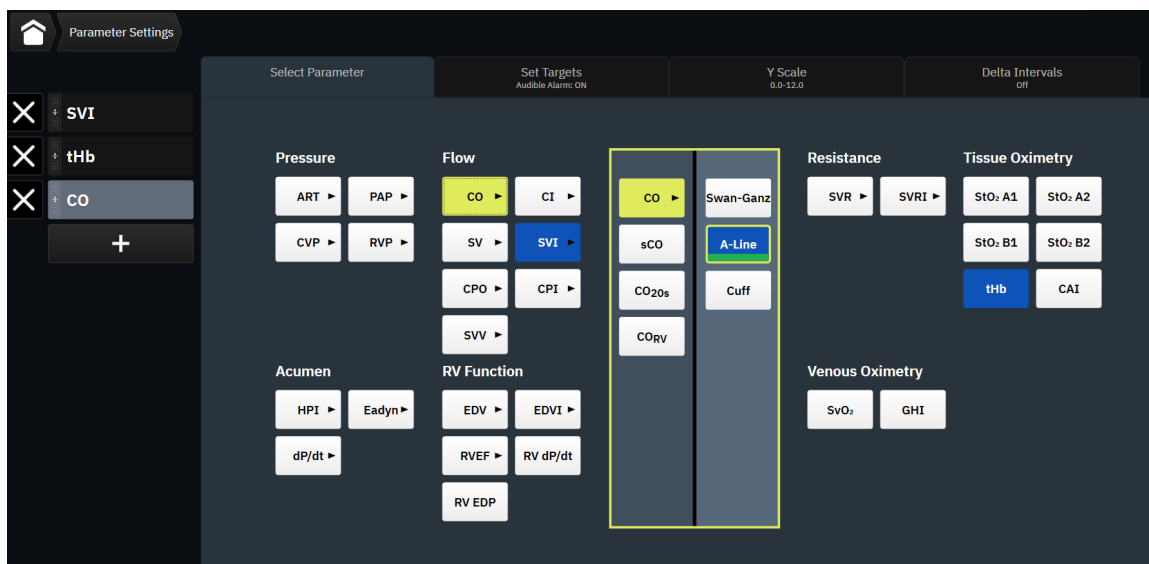 Parameter Settings
Select Parameter
Set Targets
Audible Alarm: ON
Y Scale
0.0-12.0
Delta Intervals
Off
SVI
tHb
CO
+
Pressure
ART ►
PAP ►
CVP ►
RVP ►
Flow
CO ►
CI ►
SV ►
SVI ►
CPO ►
CPI ►
SVV ►
CO ►
sCO
CO20s
CORV
Swan-Ganz
A-Line
Cuff
Resistance
SVR ►
SVRI ►
Tissue Oximetry
StO₂ A1
StO₂ A2
StO₂ B1
StO₂ B2
tHb
CAI
Acumen
HPI ►
Eadyn ►
dP/dt ►
RV Function
EDV ►
EDVI ►
RVEF ►
RV dP/dt
RV EDP
Venous Oximetry
SvO₂
GHI